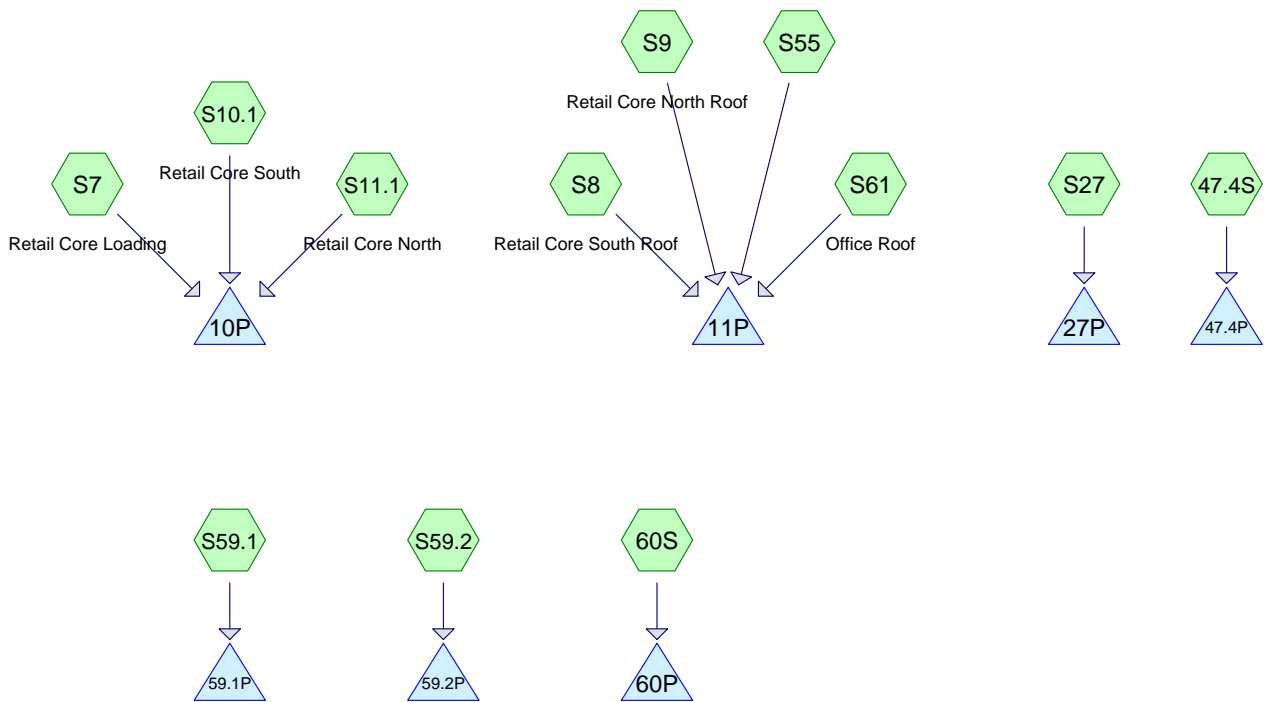 S9
S55
Retail Core North Roof
S10.1
Retail Core South
S7
S11.1
S8
S61
S27
47.4S
Retail Core Loading
Retail Core North
Retail Core South Roof
Office Roof
10P
11P
27P
47.4P
S59.1
S59.2
60S
59.1P
59.2P
60P